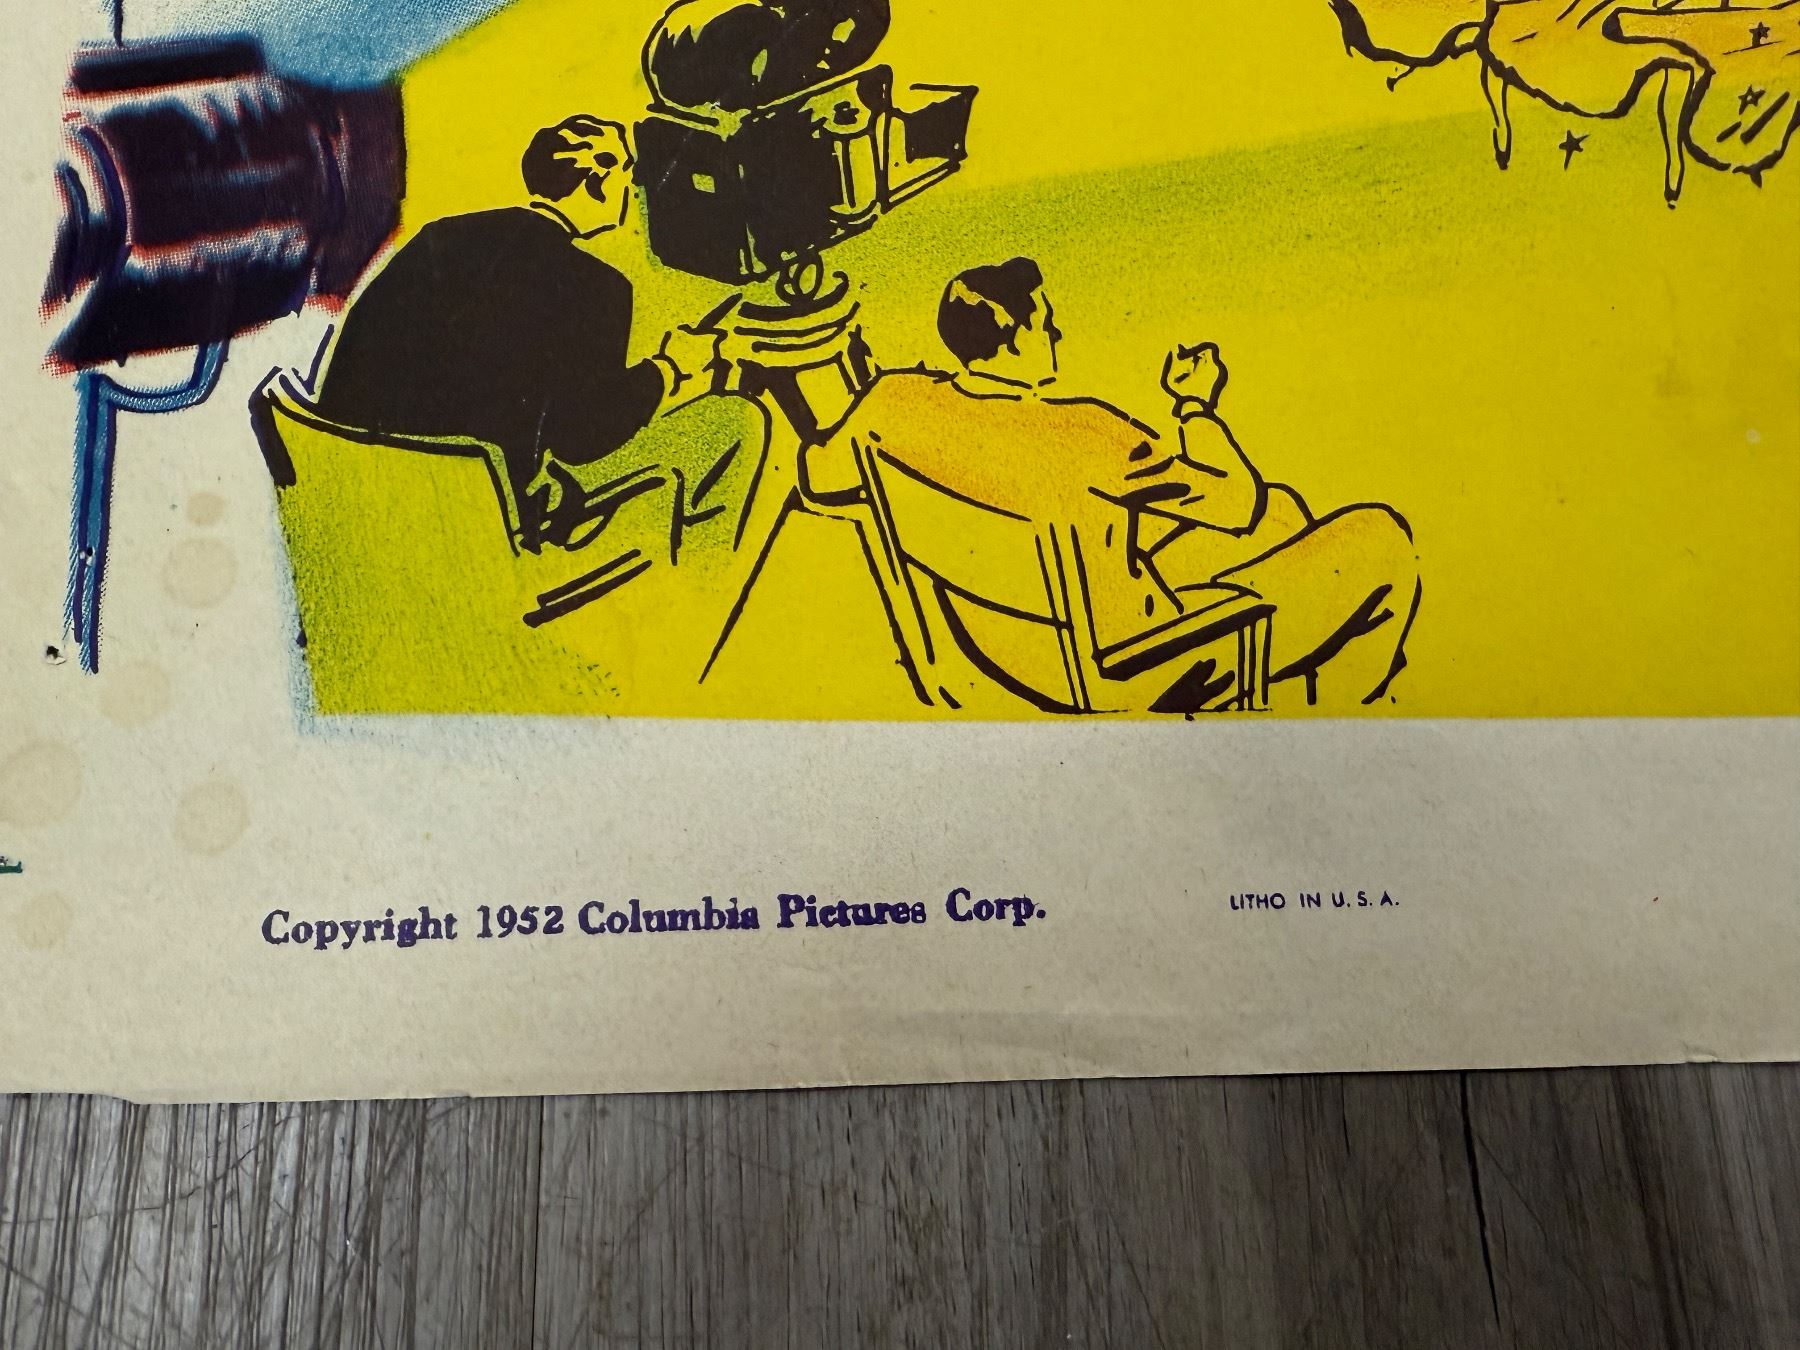 Copyright 1952 Columbia Pictures Corp. LITHO IN U.S.A.